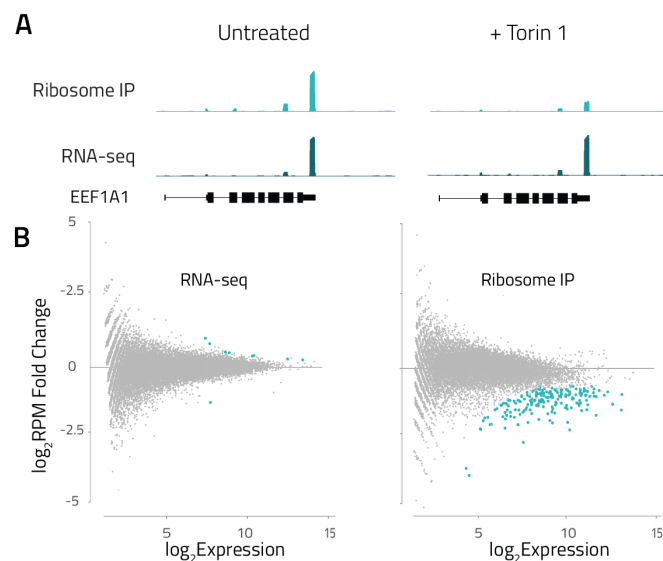 A
Untreated
+ Torin 1
Ribosome IP
RNA-seq
EEF1A1
B
log2RPM Fold Change
5
-2.5
0
-2.5
-5
RNA-seq
5
10
15
log2Expression
Ribosome IP
5
10
15
log2Expression